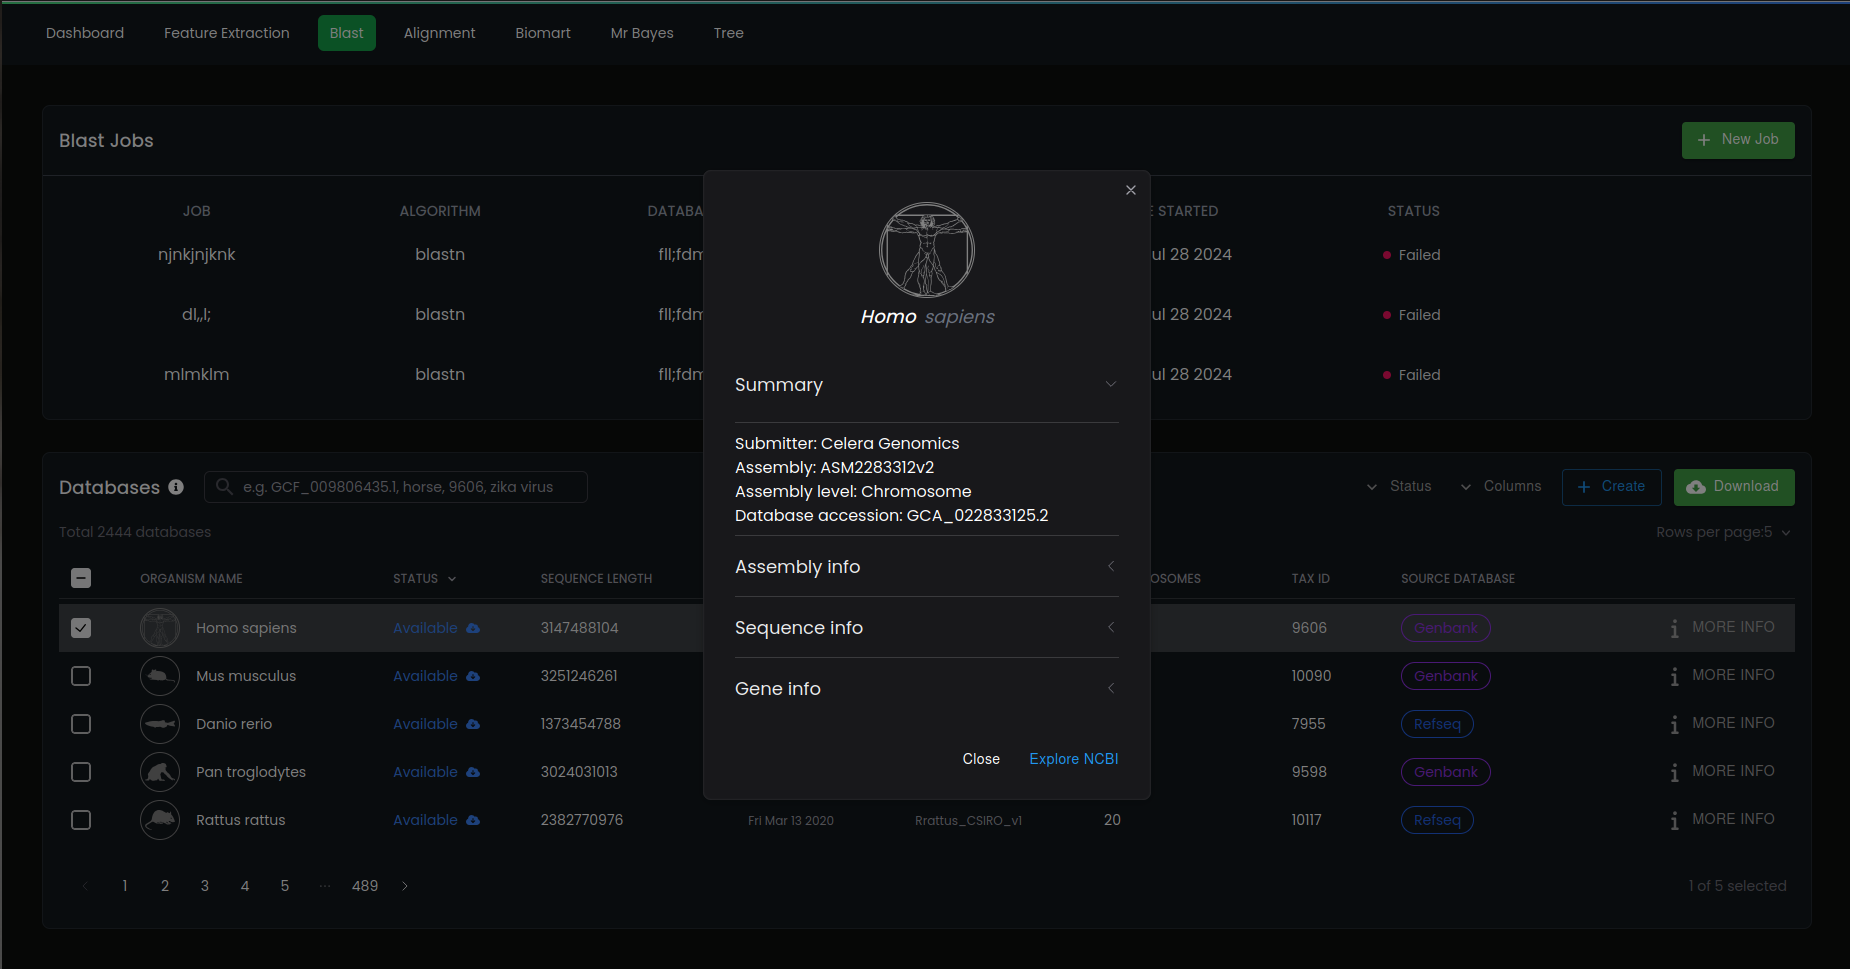 Dashboard Feature Extraction Blast Alignment Biomart Mr Bayes Tree
Blast Jobs
New Job
JOB ALGORITHM DATABA STARTED STATUS
njnkjnjknk blastn fll;fdm ul 28 2024 Failed
dl,,l; blastn fll;fdm ul 28 2024 Failed
mlmklm blastn fll;fdm ul 28 2024 Failed
Homo sapiens
Summary
Submitter: Celera Genomics
Assembly: ASM2283312v2
Assembly level: Chromosome
Database accession: GCA_022833125.2
Assembly info
Sequence info
Gene info
Close Explore NCBI
Databases e.g. GCF_009806435.1, horse, 9606, zika virus Status Columns Create Download
Total 2444 databases Rows per page:5
ORGANISM NAME STATUS SEQUENCE LENGTH OSOMES TAX ID SOURCE DATABASE
Homo sapiens Available 3147488104 9606 Genbank MORE INFO
Mus musculus Available 3251246261 10090 Genbank MORE INFO
Danio rerio Available 1373454788 7955 Refseq MORE INFO
Pan troglodytes Available 3024031013 9598 Genbank MORE INFO
Rattus rattus Available 2382770976 Fri Mar 13 2020 Rrattus_CSIRO_v1 20 10117 Refseq MORE INFO
1 2 3 4 5 ... 489 1 of 5 selected